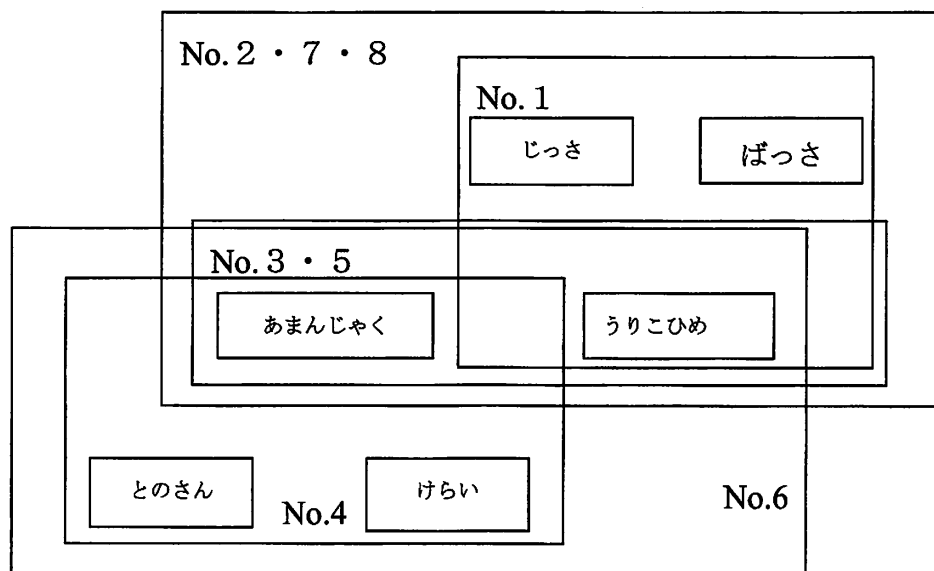 No.２・７・８
No.１
じっさ
ばっさ
No.３・５
あまんじゃく
うりこひめ
とのさん
けらい
No.4
No.6